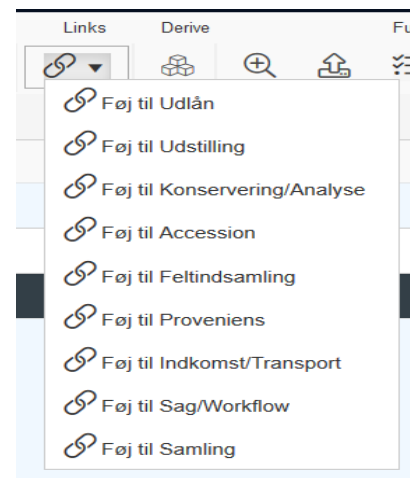 Links Derive Fu
Føj til Udlån
Føj til Udstilling
Føj til Konservering/Analyse
Føj til Accession
Føj til Feltindsamling
Føj til Proveniens
Føj til Indkomst/Transport
Føj til Sag/Workflow
Føj til Samling